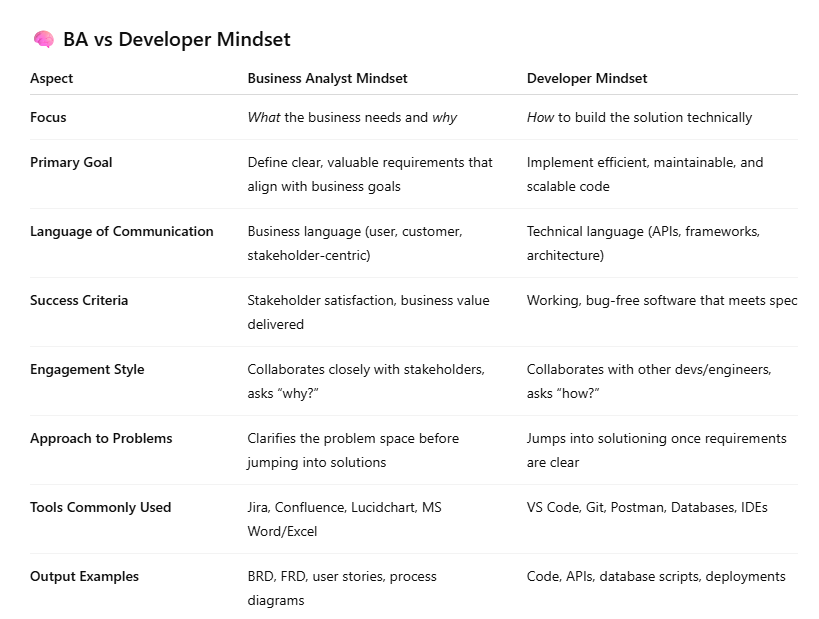 🧠 BA vs Developer Mindset
Aspect Business Analyst Mindset Developer Mindset
Focus What the business needs and why How to build the solution technically
Primary Goal Define clear, valuable requirements that Implement efficient, maintainable, and
align with business goals scalable code
Language of Communication Business language (user, customer, Technical language (APIs, frameworks,
stakeholder-centric) architecture)
Success Criteria Stakeholder satisfaction, business value Working, bug-free software that meets spec
delivered
Engagement Style Collaborates closely with stakeholders, Collaborates with other devs/engineers,
asks “why?” asks “how?”
Approach to Problems Clarifies the problem space before Jumps into solutioning once requirements
jumping into solutions are clear
Tools Commonly Used Jira, Confluence, Lucidchart, MS VS Code, Git, Postman, Databases, IDEs
Word/Excel
Output Examples BRD, FRD, user stories, process Code, APIs, database scripts, deployments
diagrams